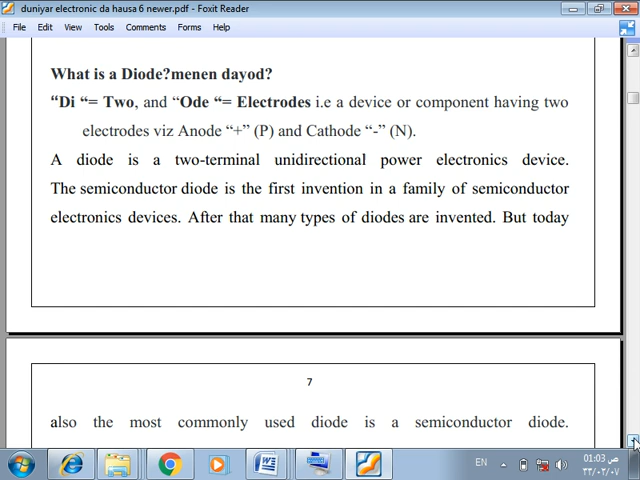 duniyar electronic da hausa 6 newer.pdf - Foxit Reader
File Edit View Tools Comments Forms Help
What is a Diode?menen dayod?
“Di “= Two, and “Ode “= Electrodes i.e a device or component having two
electrodes viz Anode “+” (P) and Cathode “-” (N).
A diode is a two-terminal unidirectional power electronics device.
The semiconductor diode is the first invention in a family of semiconductor
electronics devices. After that many types of diodes are invented. But today
7
also the most commonly used diode is a semiconductor diode.
EN
01:03 ص
٣٣/٠٢/٠٧